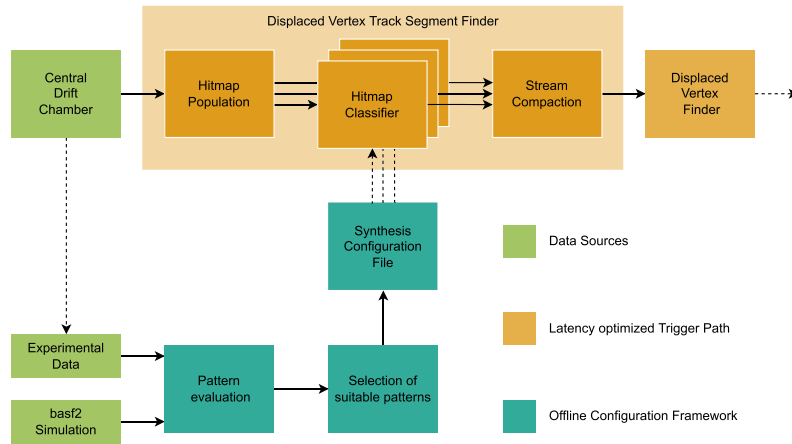 Displaced Vertex Track Segment Finder
Central
Drift
Chamber
Hitmap
Population
Hitmap
Classifier
Stream
Compaction
Displaced
Vertex
Finder
Synthesis
Configuration
File
Data Sources
Latency optimized Trigger Path
Offline Configuration Framework
Experimental
Data
basf2
Simulation
Pattern
evaluation
Selection of
suitable patterns